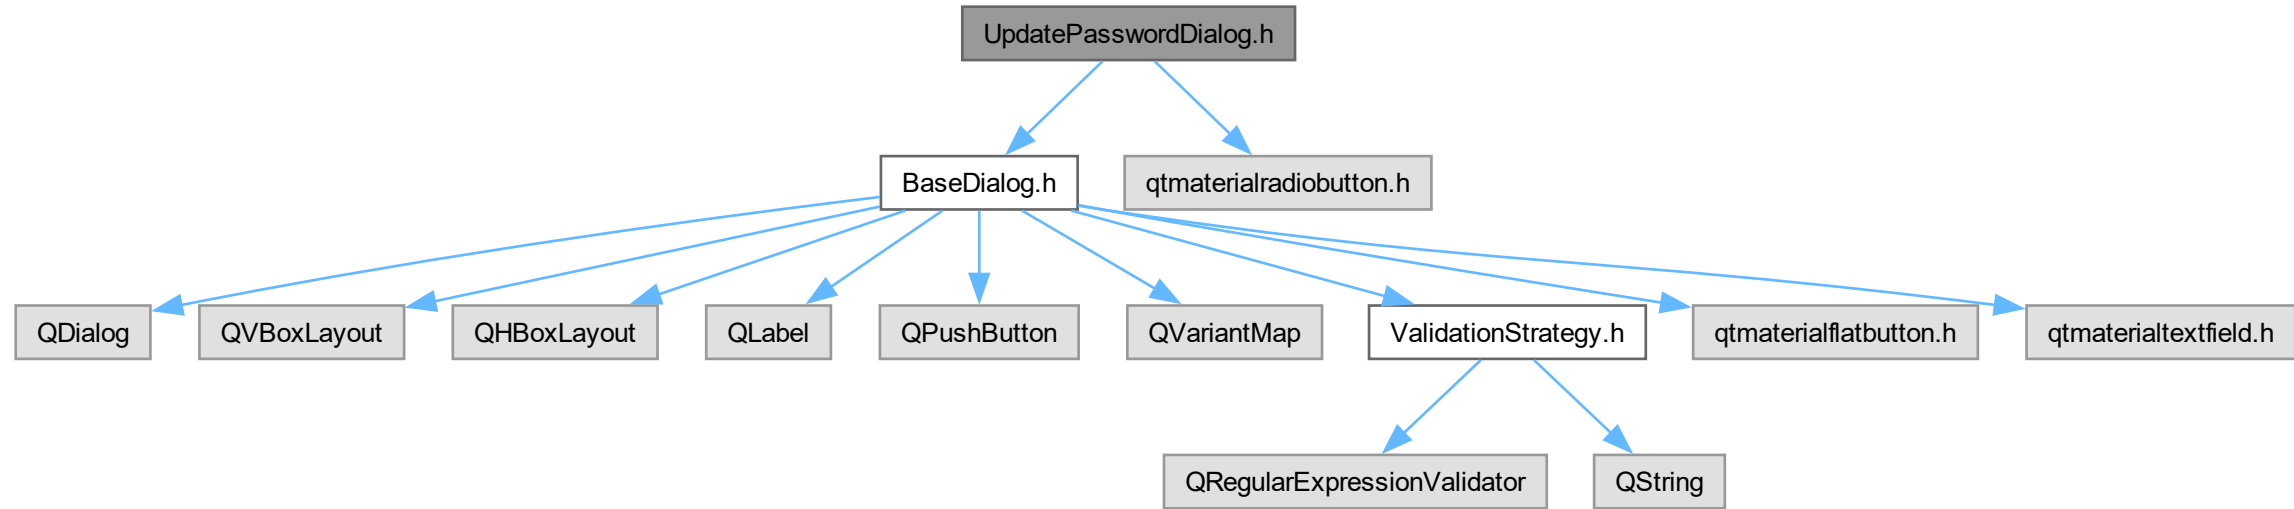 UpdatePasswordDialog.h
BaseDialog.h
qtmaterialradiobutton.h
QDialog
QVBoxLayout
QHBoxLayout
QLabel
QPushButton
QVariantMap
ValidationStrategy.h
qtmaterialflatbutton.h
qtmaterialtextfield.h
QRegularExpressionValidator
QString